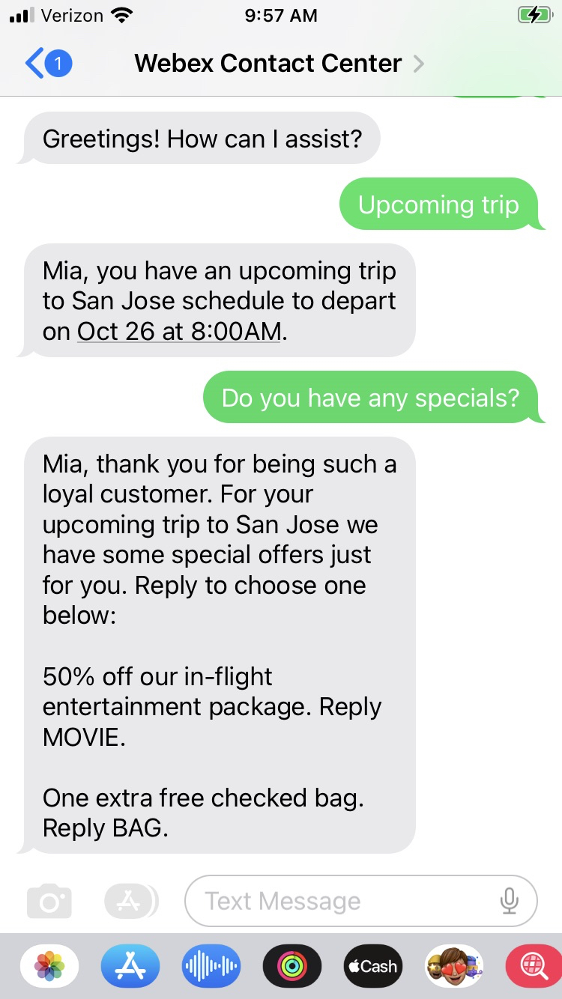 Verizon 9:57 AM
1 Webex Contact Center
Greetings! How can I assist?
Upcoming trip
Mia, you have an upcoming trip
to San Jose schedule to depart
on Oct 26 at 8:00AM.
Do you have any specials?
Mia, thank you for being such a
loyal customer. For your
upcoming trip to San Jose we
have some special offers just
for you. Reply to choose one
below:
50% off our in-flight
entertainment package. Reply
MOVIE.
One extra free checked bag.
Reply BAG.
Text Message
Cash